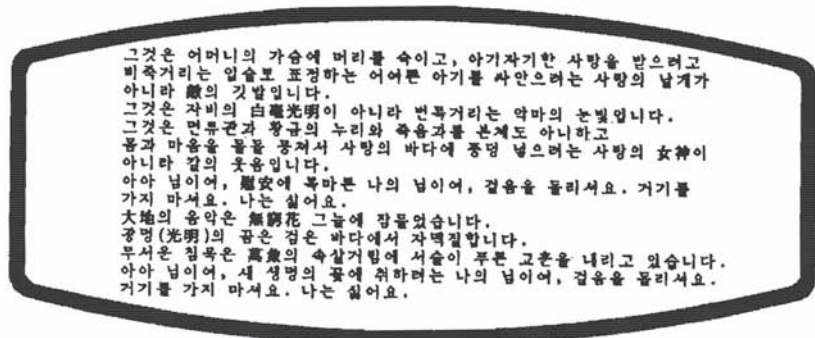 그것은 어머니의 가슴에 머리를 숙이고, 아기자기한 사랑을 받으려고
비쭉거리는 입술로 표정하는 어여쁜 아기를 싸안으려는 사랑의 날개가
아니라 敵의 깃발입니다.
그것은 자비의 白毫光明이 아니라 번득거리는 악마의 눈빛입니다.
그것은 면류관과 황금의 누리와 죽음과를 본체도 아니하고
몸과 마음을 돌돌 뭉쳐서 사랑의 바다에 퐁덩 넣으려는 사랑의 女神이
아니라 칼의 웃음입니다.
아아 님이어, 慰安에 목마른 나의 님이어, 걸음을 돌리셔요. 거기를
가지 마셔요. 나는 싫어요.
大地의 음악은 無窮花 그늘에 잠들었습니다.
광명(光明)의 꿈은 검은 바다에서 자맥질합니다.
무서운 침묵은 萬象의 속살거림에 서슬이 푸른 교훈을 내리고 있습니다.
아아 님이어, 새 생명의 꽃에 취하려는 나의 님이어, 걸음을 돌리셔요.
거기를 가지 마셔요. 나는 싫어요.